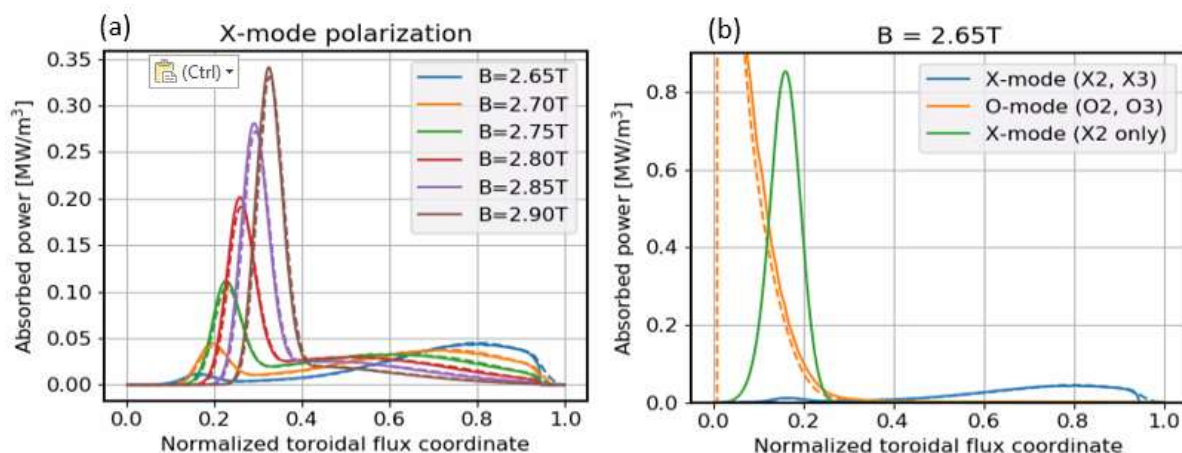 (a)
X-mode polarization
(Ctrl)
B=2.65T
B=2.70T
B=2.75T
B=2.80T
B=2.85T
B=2.90T
Absorbed power [MW/m³]
0.35
0.30
0.25
0.20
0.15
0.10
0.05
0.00
0.0 0.2 0.4 0.6 0.8 1.0
Normalized toroidal flux coordinate
(b)
B = 2.65T
X-mode (X2, X3)
O-mode (O2, O3)
X-mode (X2 only)
Absorbed power [MW/m³]
0.8
0.6
0.4
0.2
0.0
0.0 0.2 0.4 0.6 0.8 1.0
Normalized toroidal flux coordinate